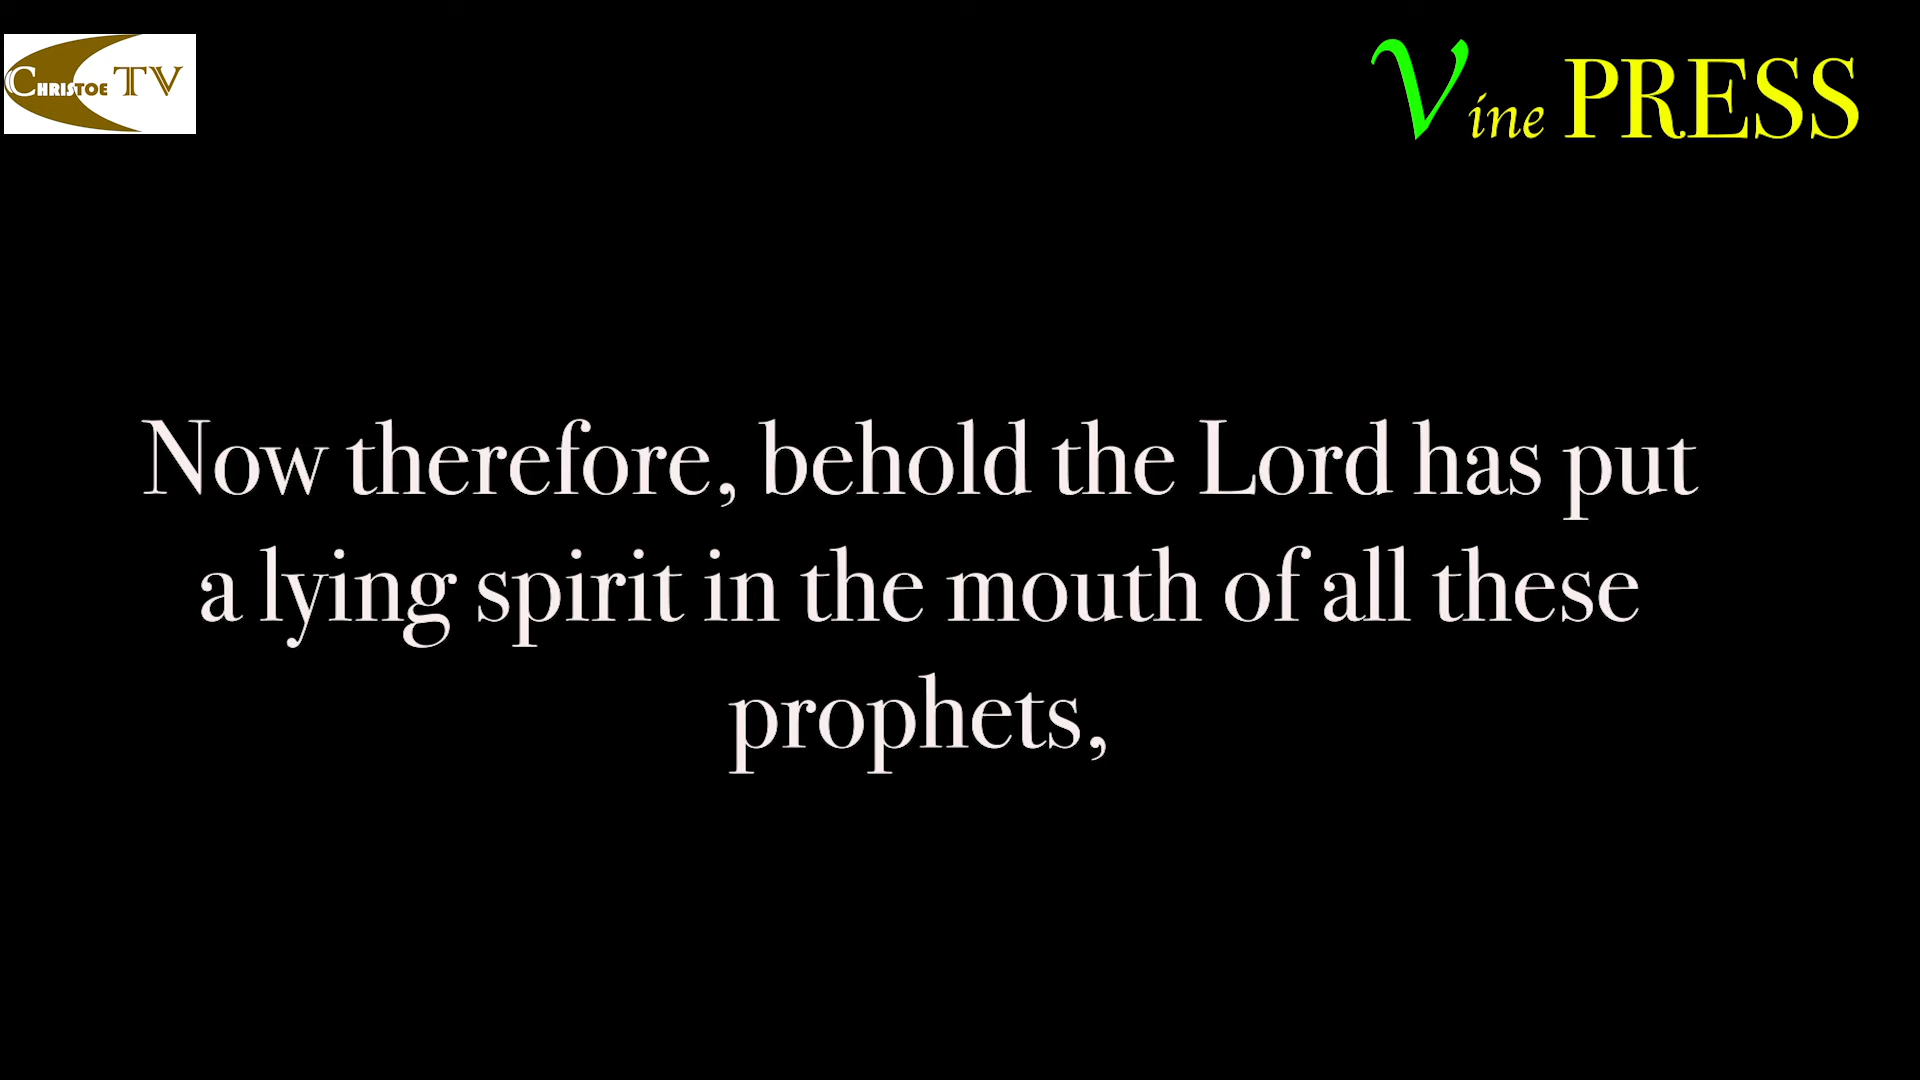 CHRISTOE TV
Vine PRESS
Now therefore, behold the Lord has put
a lying spirit in the mouth of all these
prophets,